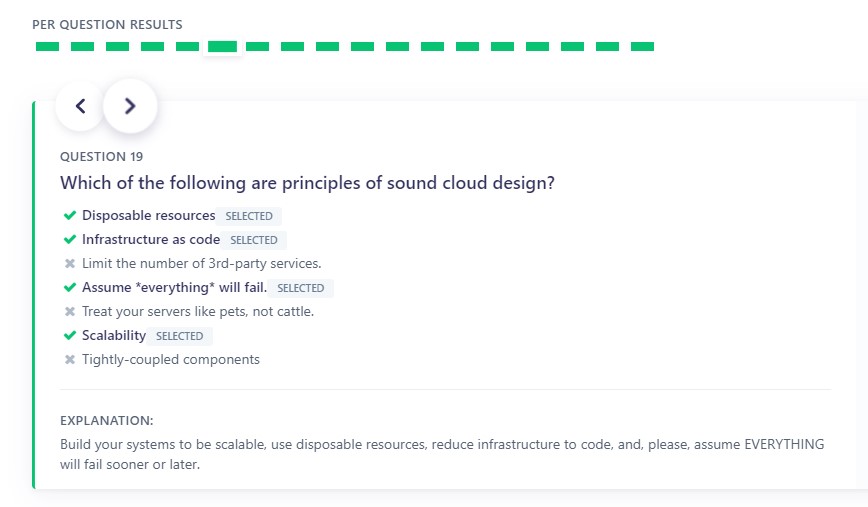 PER QUESTION RESULTS
QUESTION 19
Which of the following are principles of sound cloud design?
Disposable resources SELECTED
Infrastructure as code SELECTED
Limit the number of 3rd-party services.
Assume *everything* will fail. SELECTED
Treat your servers like pets, not cattle.
Scalability SELECTED
Tightly-coupled components
EXPLANATION:
Build your systems to be scalable, use disposable resources, reduce infrastructure to code, and, please, assume EVERYTHING
will fail sooner or later.